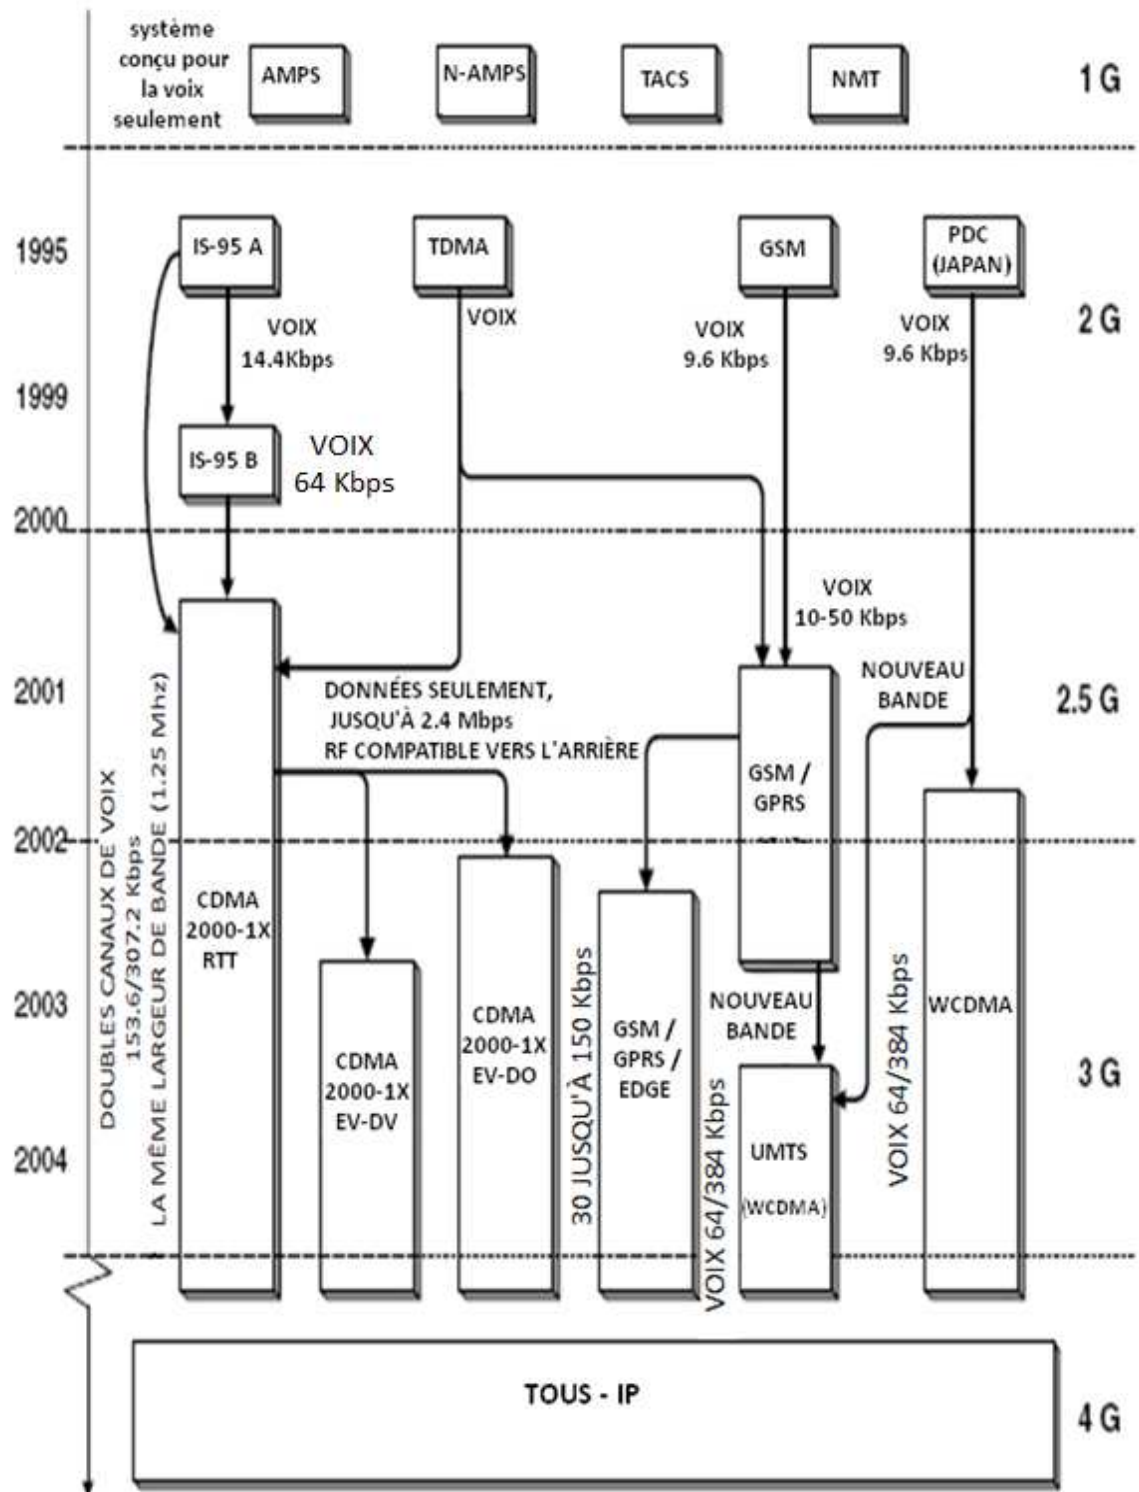 système
conçu pour
la voix
seulement
AMPS
N-AMPS
TACS
NMT
1 G
1995
IS-95 A
TDMA
GSM
PDC
(JAPAN)
VOIX
14.4Kbps
VOIX
VOIX
9.6 Kbps
VOIX
9.6 Kbps
2 G
1999
IS-95 B
VOIX
64 Kbps
2000
VOIX
10-50 Kbps
NOUVEAU
BANDE
2001
DONNÉES SEULEMENT,
JUSQU'À 2.4 Mbps
RF COMPATIBLE VERS L'ARRIÈRE
2.5 G
GSM /
GPRS
2002
DOUBLES CANAUX DE VOIX
153.6/307.2 Kbps
LA MÊME LARGEUR DE BANDE (1.25 Mhz)
CDMA
2000-1X
RTT
2003
CDMA
2000-1X
EV-DV
CDMA
2000-1X
EV-DO
30 JUSQU'À 150 Kbps
GSM /
GPRS /
EDGE
NOUVEAU
BANDE
VOIX 64/384 Kbps
VOIX 64/384 Kbps
WCDMA
3 G
2004
UMTS
(WCDMA)
TOUS - IP
4 G